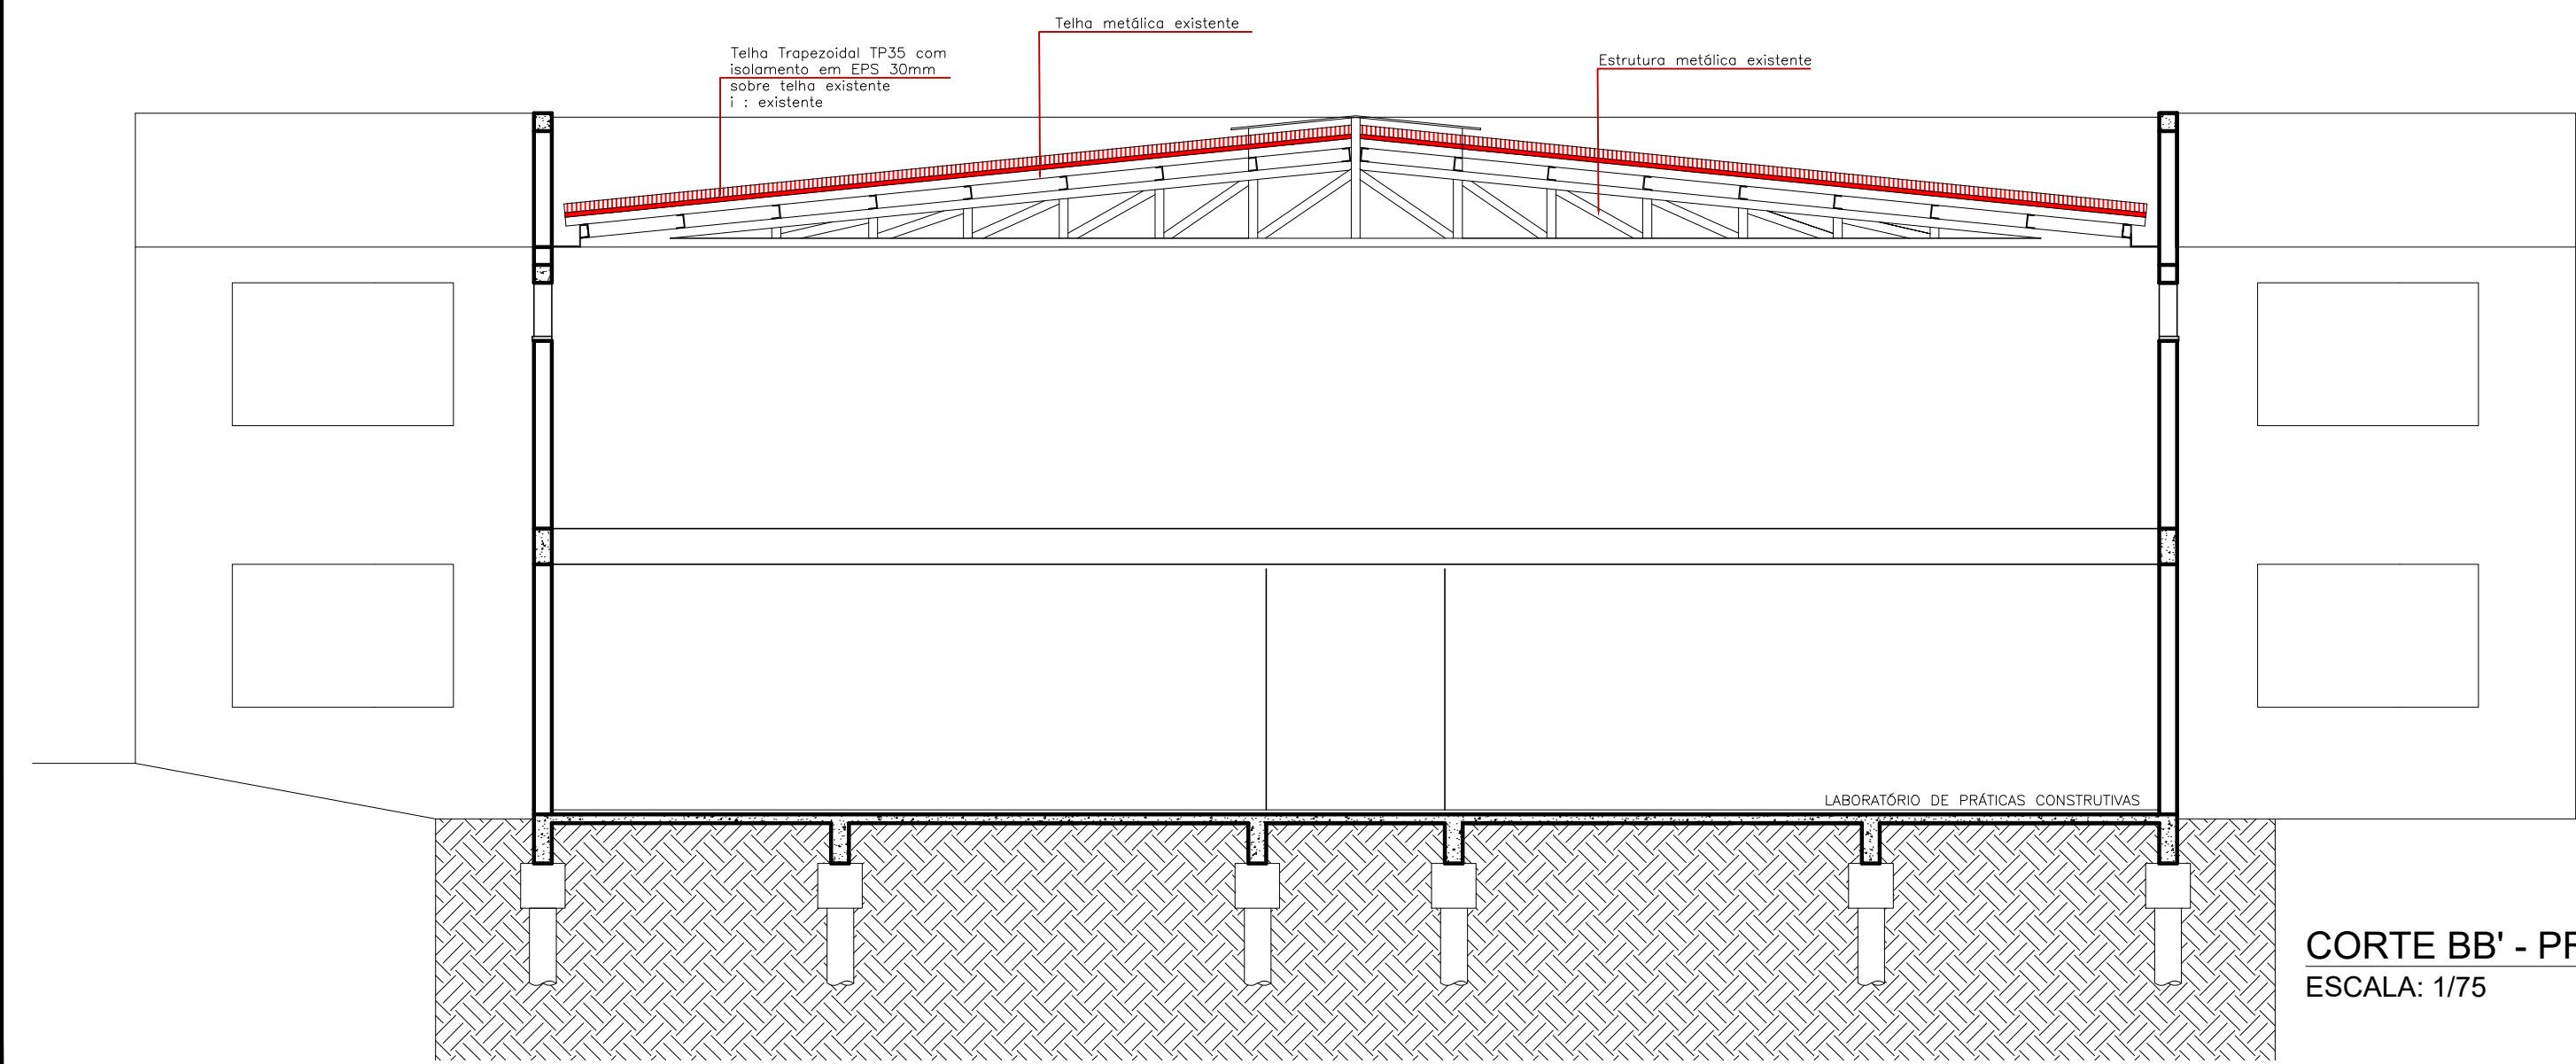 Telha metálica existente
Telha Trapezoidal TP35 com
isolamento em EPS 30mm
sobre telha existente
i : existente
Estrutura metálica existente
LABORATÓRIO DE PRÁTICAS CONSTRUTIVAS
CORTE BB' - PR
ESCALA: 1/75